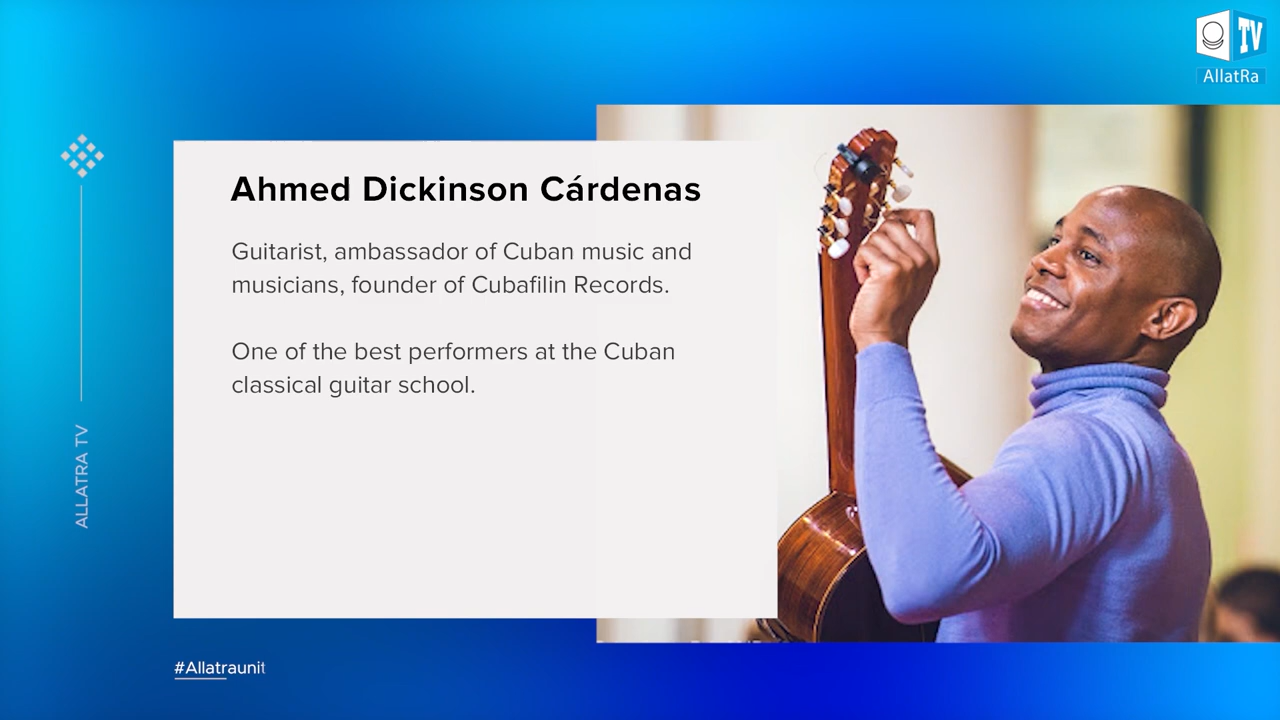 TV
AllatRa
Ahmed Dickinson Cárdenas
Guitarist, ambassador of Cuban music and
musicians, founder of Cubafilin Records.
One of the best performers at the Cuban
classical guitar school.
ALLATRA TV
#Allatraunit